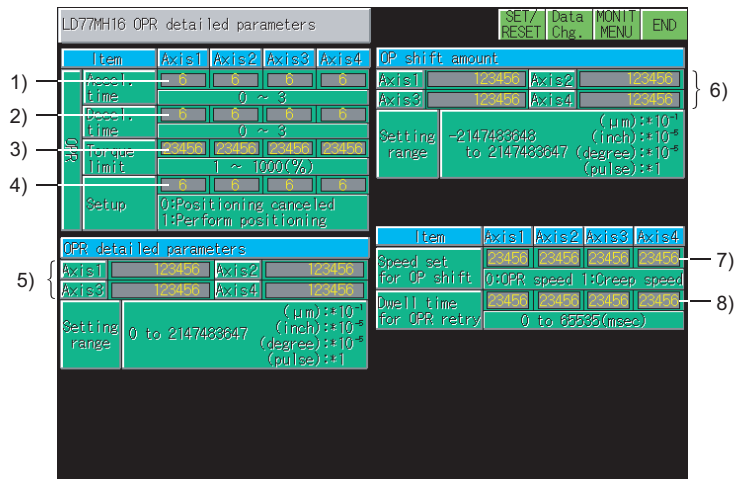 LD77MH16 OPR detailed parameters
SET/ RESET
Data Chg.
MONIT MENU
END
Item Axis1 Axis2 Axis3 Axis4
OPR
1) Accel. time 6 6 6 6
0 ~ 3
2) Decel. time 6 6 6 6
0 ~ 3
3) Torque limit 23456 23456 23456 23456
1 ~ 1000(%)
4) Setup 6 6 6 6
0:Positioning canceled
1:Perform positioning
OPR detailed parameters
5) Axis1 123456 Axis2 123456
Axis3 123456 Axis4 123456
Setting range
0 to 2147483647
(μm):*10⁻¹
(inch):*10⁻⁵
(degree):*10⁻⁵
(pulse):*1
OP shift amount
Axis1 123456 Axis2 123456 6)
Axis3 123456 Axis4 123456
Setting range
-2147483648
to 2147483647
(μm):*10⁻¹
(inch):*10⁻⁵
(degree):*10⁻⁵
(pulse):*1
Item Axis1 Axis2 Axis3 Axis4
Speed set for OP shift 23456 23456 23456 23456 7)
0:OPR speed 1:Creep speed
Dwell time for OPR retry 23456 23456 23456 23456 8)
0 to 65535(msec)